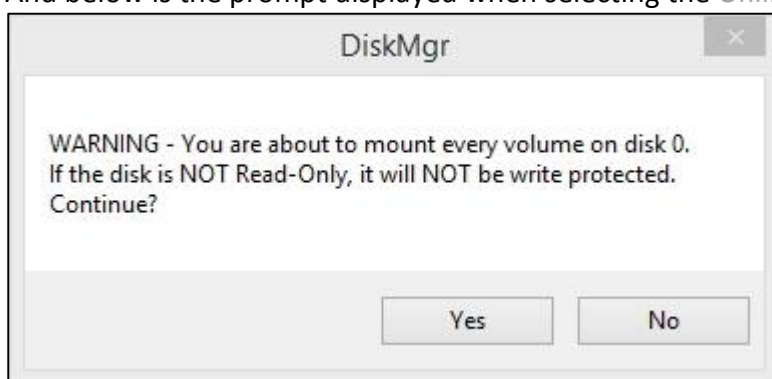 And below is the prompt displayed when selecting the
DiskMgr
WARNING - You are about to mount every volume on disk 0.
If the disk is NOT Read-Only, it will NOT be write protected.
Continue?
Yes
No